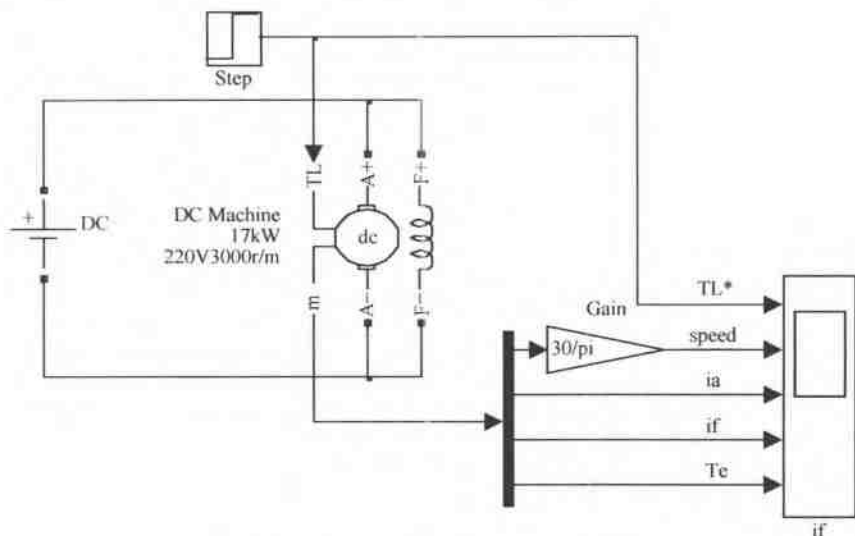 Step
TL
A+
F+
+
DC
DC Machine
17kW
220V3000r/m
dc
m
A−
F−
TL*
Gain
30/pi
speed
ia
if
Te
if